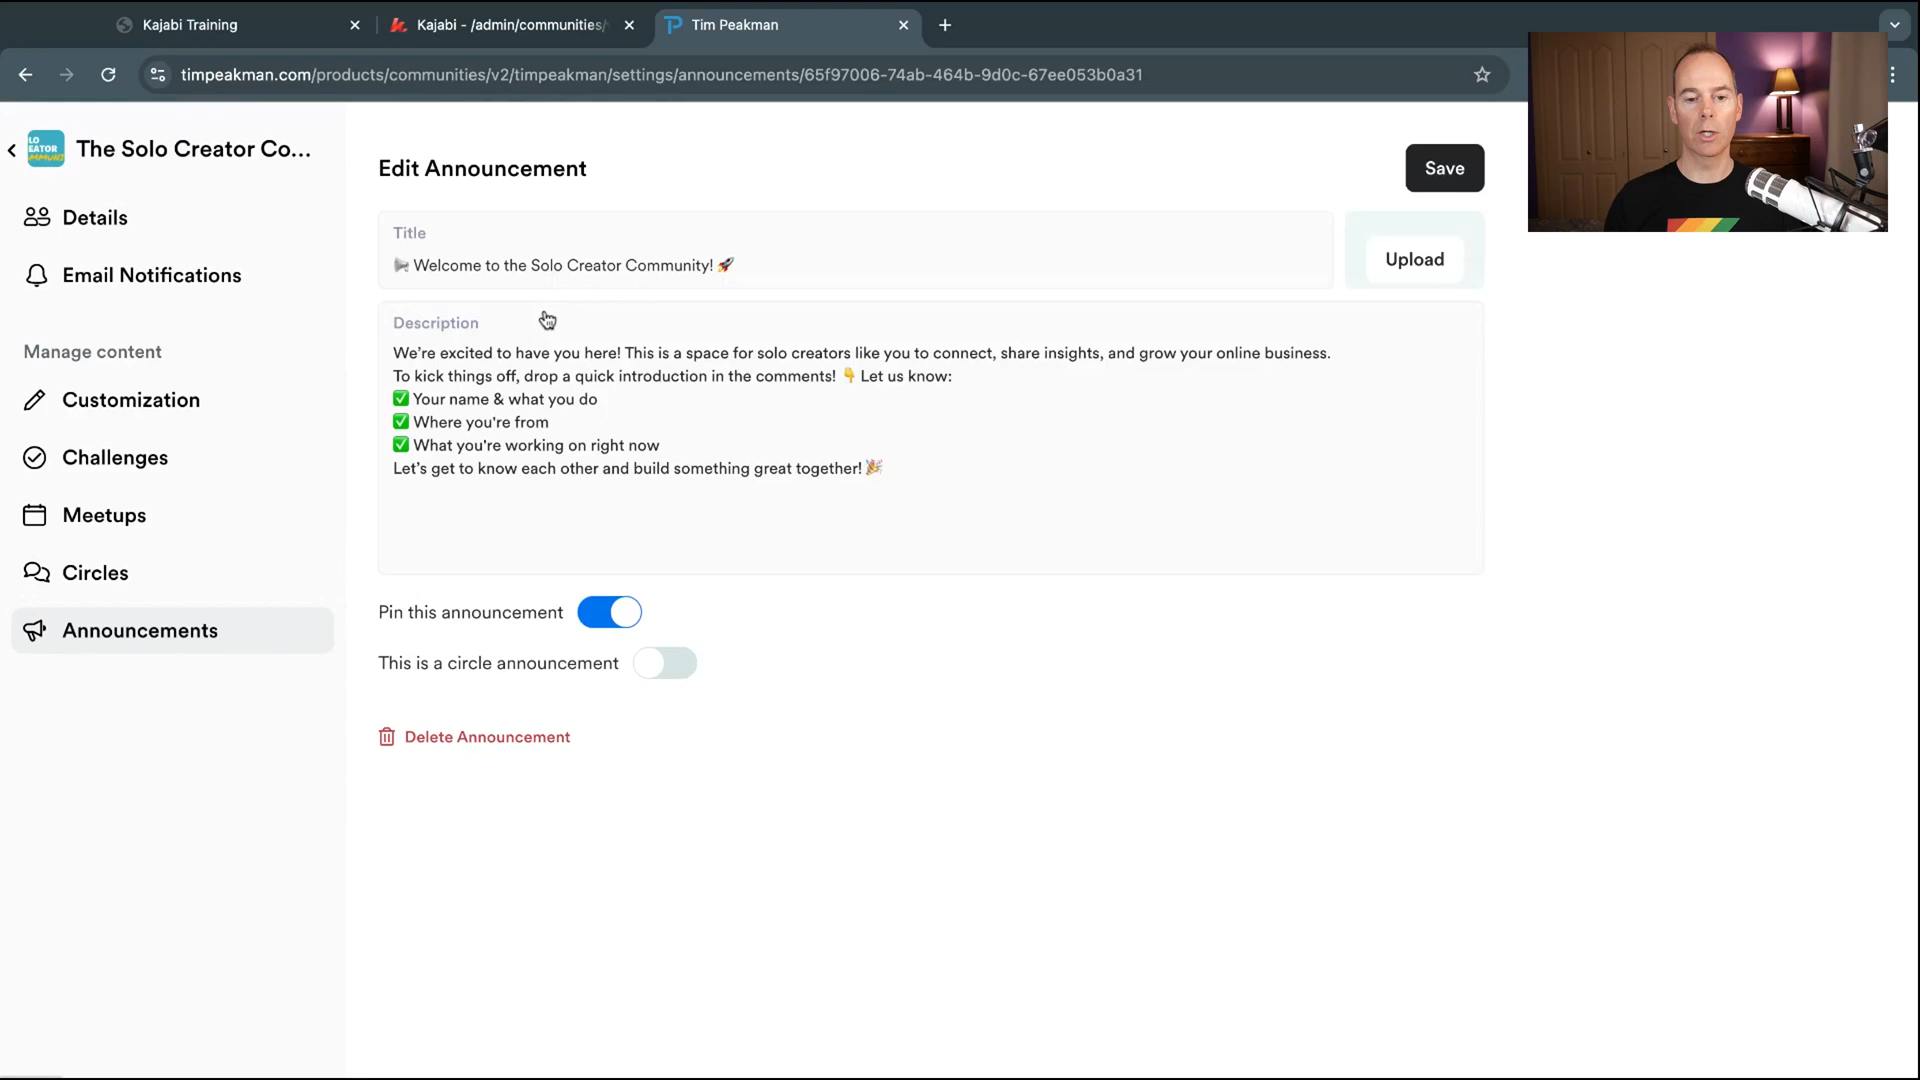 Kajabi Training
Kajabi - /admin/communities/
Tim Peakman
timpeakman.com/products/communities/v2/timpeakman/settings/announcements/65f97006-74ab-464b-9d0c-67ee053b0a31
The Solo Creator Co...
Details
Email Notifications
Manage content
Customization
Challenges
Meetups
Circles
Announcements
Edit Announcement
Save
Title
📢 Welcome to the Solo Creator Community! 🚀
Upload
Description
We’re excited to have you here! This is a space for solo creators like you to connect, share insights, and grow your online business.
To kick things off, drop a quick introduction in the comments! 👇 Let us know:
✅ Your name & what you do
✅ Where you're from
✅ What you're working on right now
Let’s get to know each other and build something great together! 🎉
Pin this announcement
This is a circle announcement
Delete Announcement